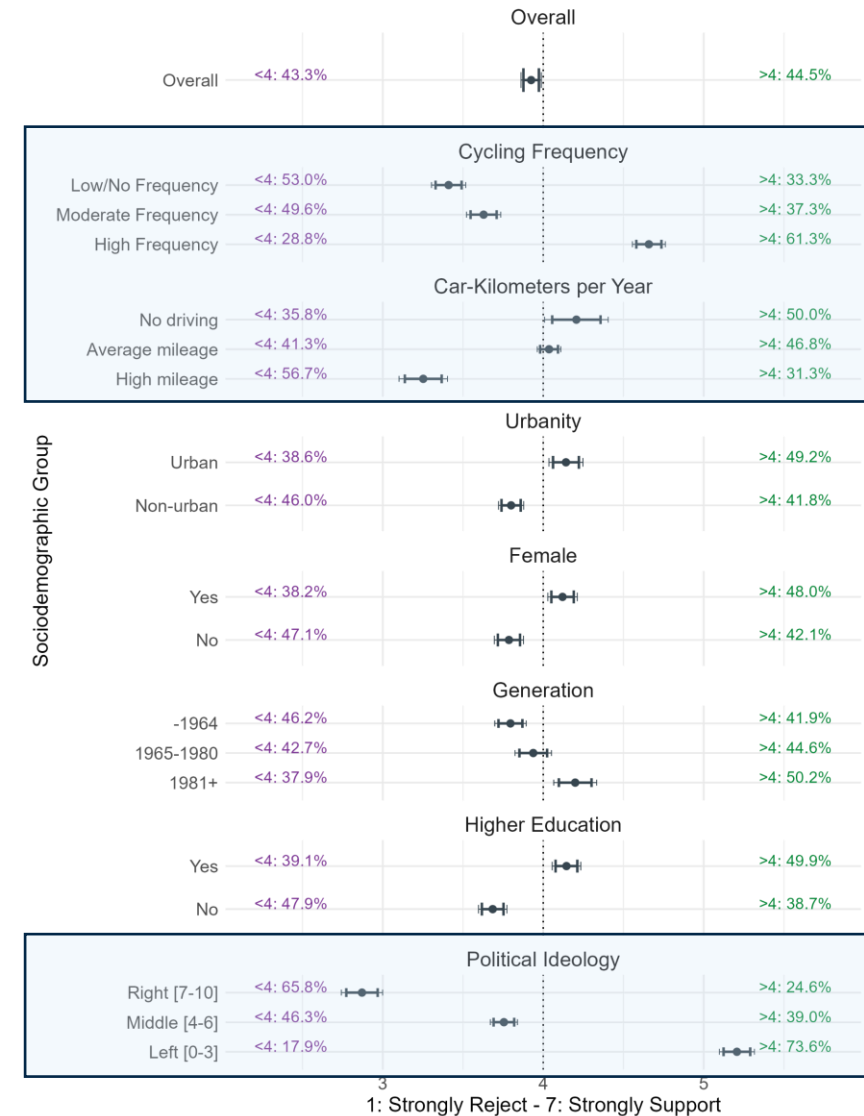 Overall
Overall <4: 43.3% >4: 44.5%
Cycling Frequency
Low/No Frequency <4: 53.0% >4: 33.3%
Moderate Frequency <4: 49.6% >4: 37.3%
High Frequency <4: 28.8% >4: 61.3%
Car-Kilometers per Year
No driving <4: 35.8% >4: 50.0%
Average mileage <4: 41.3% >4: 46.8%
High mileage <4: 56.7% >4: 31.3%
Sociodemographic Group
Urbanity
Urban <4: 38.6% >4: 49.2%
Non-urban <4: 46.0% >4: 41.8%
Female
Yes <4: 38.2% >4: 48.0%
No <4: 47.1% >4: 42.1%
Generation
-1964 <4: 46.2% >4: 41.9%
1965-1980 <4: 42.7% >4: 44.6%
1981+ <4: 37.9% >4: 50.2%
Higher Education
Yes <4: 39.1% >4: 49.9%
No <4: 47.9% >4: 38.7%
Political Ideology
Right [7-10] <4: 65.8% >4: 24.6%
Middle [4-6] <4: 46.3% >4: 39.0%
Left [0-3] <4: 17.9% >4: 73.6%
3 4 5
1: Strongly Reject - 7: Strongly Support